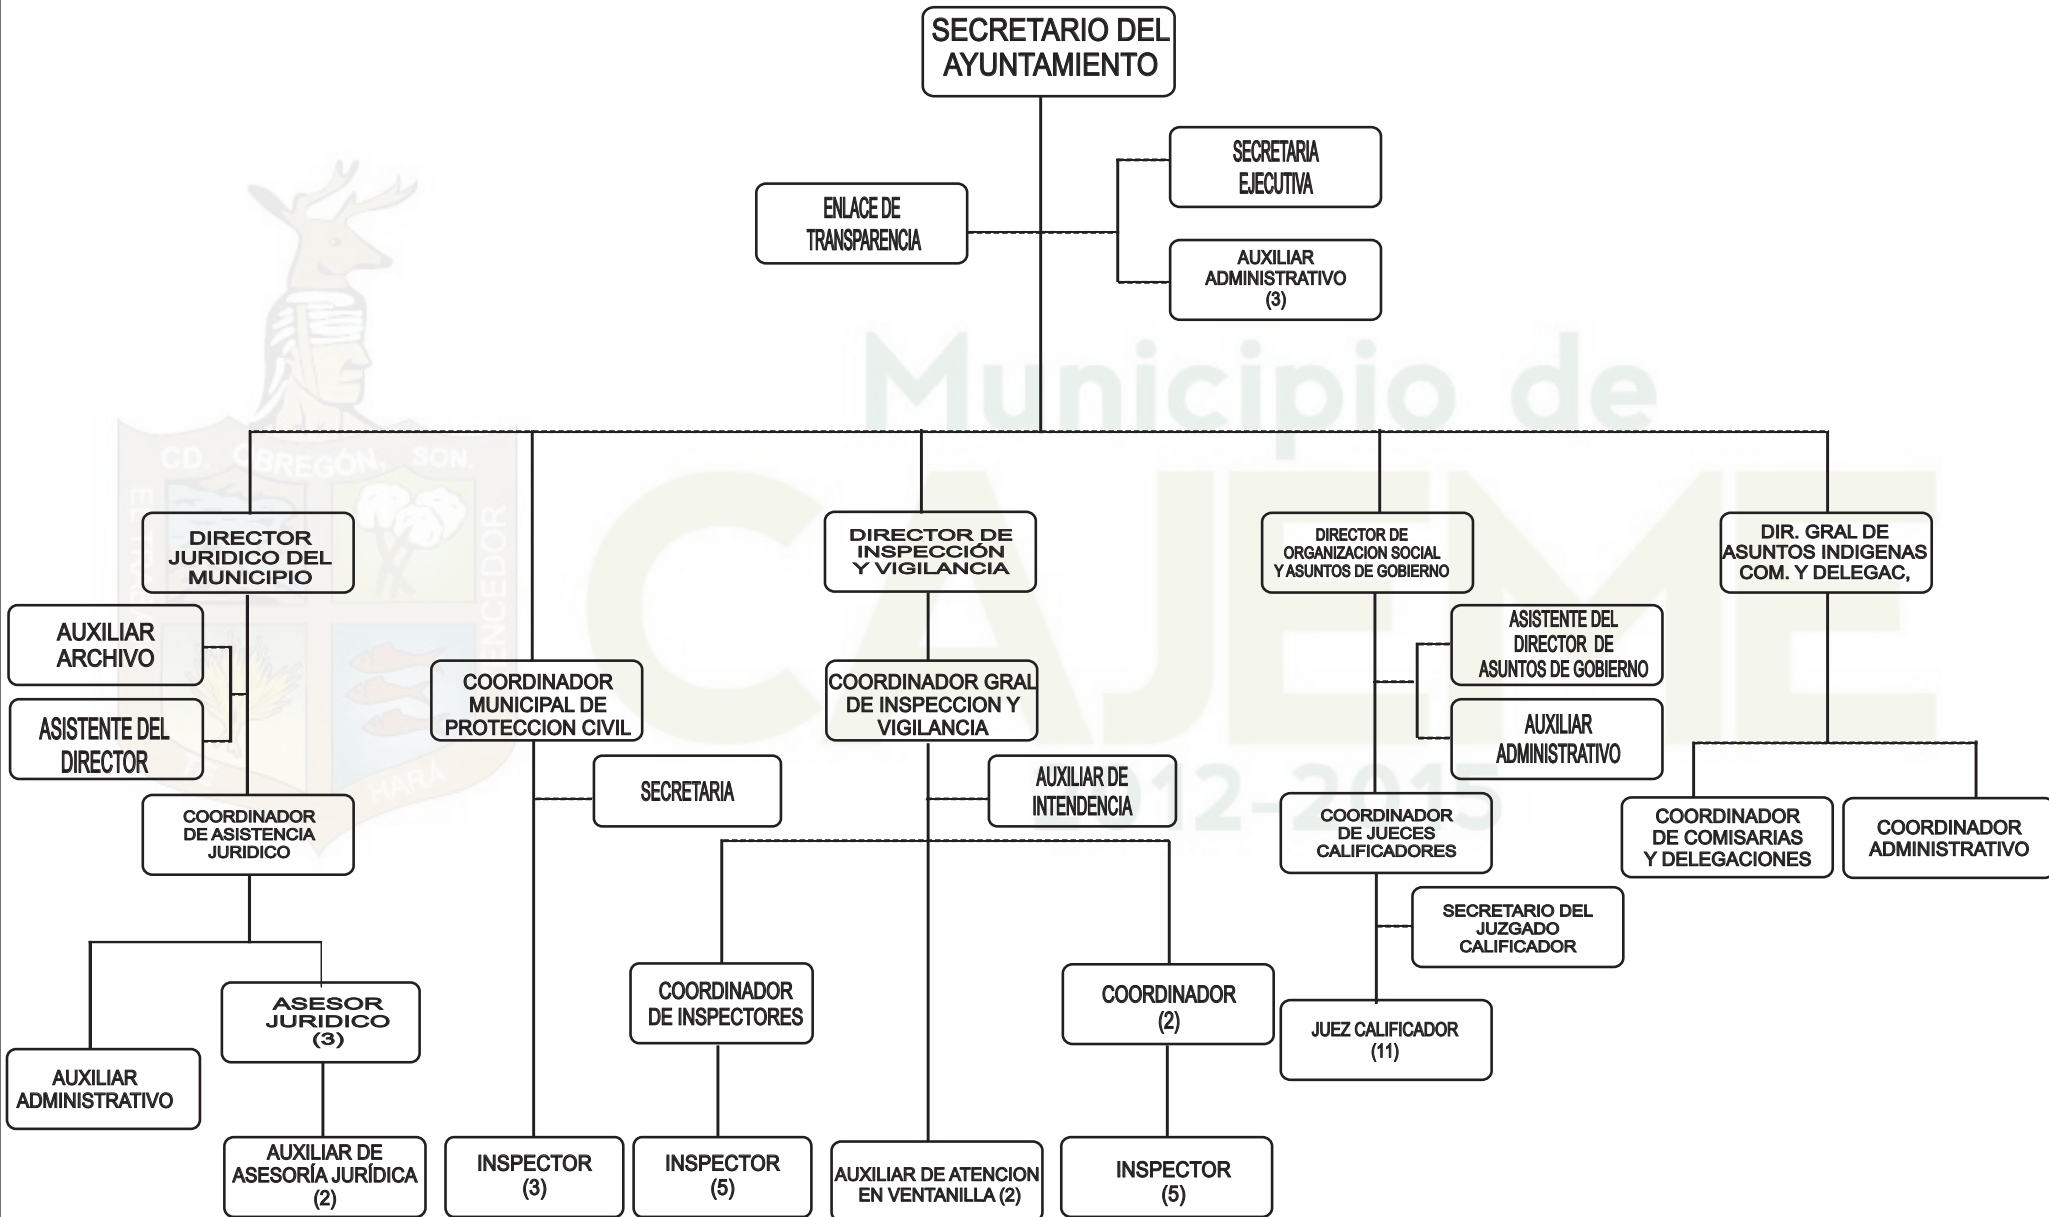 SECRETARIO DEL
AYUNTAMIENTO
SECRETARIA
EJECUTIVA
ENLACE DE
TRANSPARENCIA
AUXILIAR
ADMINISTRATIVO
(3)
Municipio de
CAJEME
2012-2015
CD. OBREGÓN, SON.
DIRECTOR
JURIDICO DEL
MUNICIPIO
DIRECTOR DE
INSPECCIÓN
Y VIGILANCIA
DIRECTOR DE
ORGANIZACION SOCIAL
Y ASUNTOS DE GOBIERNO
DIR. GRAL DE
ASUNTOS INDIGENAS
COM. Y DELEGAC,
AUXILIAR
ARCHIVO
ASISTENTE DEL
DIRECTOR
HARÁ
COORDINADOR
MUNICIPAL DE
PROTECCION CIVIL
COORDINADOR GRAL
DE INSPECCION Y
VIGILANCIA
ASISTENTE DEL
DIRECTOR DE
ASUNTOS DE GOBIERNO
AUXILIAR
ADMINISTRATIVO
SECRETARIA
AUXILIAR DE
INTENDENCIA
COORDINADOR
DE ASISTENCIA
JURIDICO
COORDINADOR
DE JUECES
CALIFICADORES
COORDINADOR
DE COMISARIAS
Y DELEGACIONES
COORDINADOR
ADMINISTRATIVO
SECRETARIO DEL
JUZGADO
CALIFICADOR
ASESOR
JURIDICO
(3)
COORDINADOR
DE INSPECTORES
COORDINADOR
(2)
JUEZ CALIFICADOR
(11)
AUXILIAR
ADMINISTRATIVO
AUXILIAR DE
ASESORÍA JURÍDICA
(2)
INSPECTOR
(3)
INSPECTOR
(5)
AUXILIAR DE ATENCION
EN VENTANILLA (2)
INSPECTOR
(5)